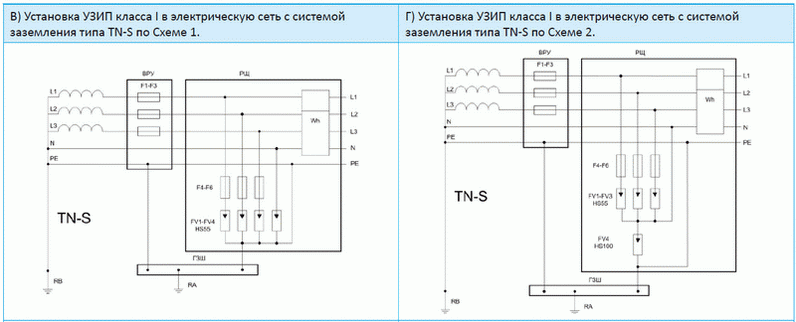 В) Установка УЗИП класса I в электрическую сеть с системой
заземления типа TN-S по Схеме 1.
ВРУ
РЩ
F1-F3
L1
L1
L2
Wh
L2
L3
L3
N
N
PE
PE
F4-F6
TN-S
FV1-FV4
HS55
ГЗШ
RB
RA
Г) Установка УЗИП класса I в электрическую сеть с системой
заземления типа TN-S по Схеме 2.
ВРУ
РЩ
F1-F3
L1
L1
L2
L2
L3
Wh
L3
N
N
PE
PE
F4-F6
TN-S
FV1-FV3
HS55
FV4
HS100
ГЗШ
RB
RA